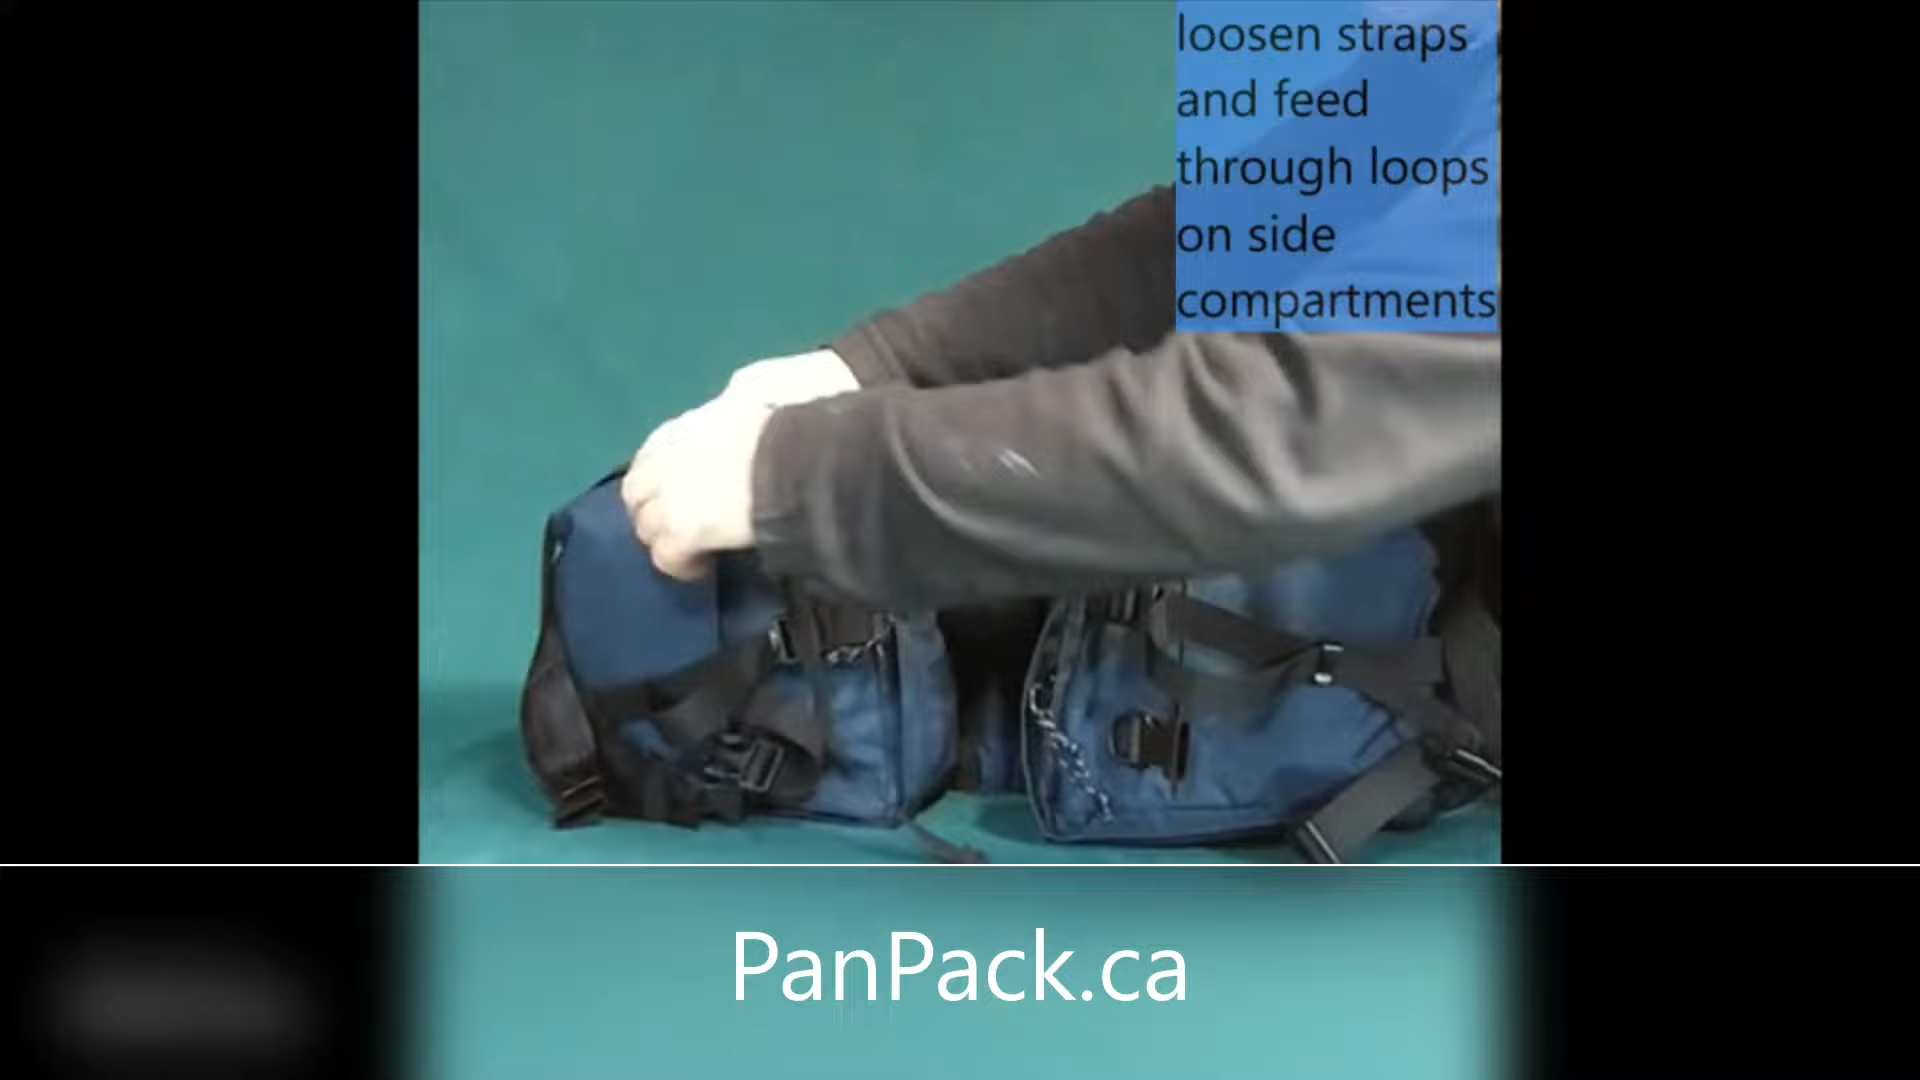 loosen straps
and feed
through loops
on side
compartments
PanPack.ca